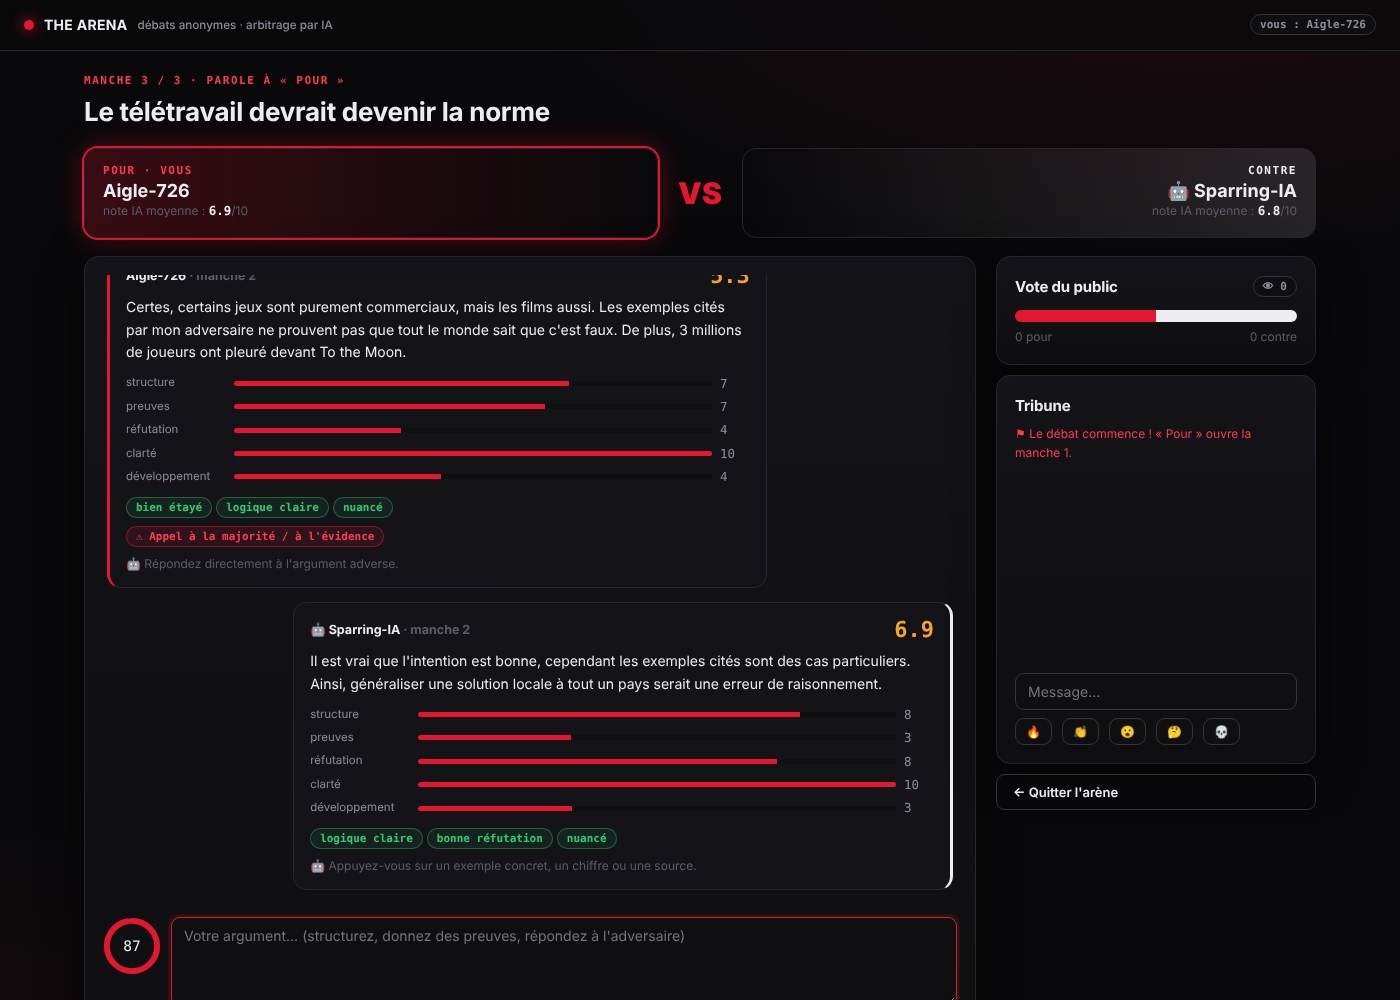 THE ARENA débats anonymes · arbitrage par IA
vous : Aigle-726
MANCHE 3 / 3 · PAROLE À « POUR »
Le télétravail devrait devenir la norme
POUR · VOUS
Aigle-726
note IA moyenne : 6.9/10
VS
CONTRE
🤖 Sparring-IA
note IA moyenne : 6.8/10
Aigle-726 · manche 2
5.3
Certes, certains jeux sont purement commerciaux, mais les films aussi. Les exemples cités
par mon adversaire ne prouvent pas que tout le monde sait que c'est faux. De plus, 3 millions
de joueurs ont pleuré devant To the Moon.
structure 7
preuves 7
réfutation 4
clarté 10
développement 4
bien étayé logique claire nuancé
⚠ Appel à la majorité / à l'évidence
🤖 Répondez directement à l'argument adverse.
🤖 Sparring-IA · manche 2
6.9
Il est vrai que l'intention est bonne, cependant les exemples cités sont des cas particuliers.
Ainsi, généraliser une solution locale à tout un pays serait une erreur de raisonnement.
structure 8
preuves 3
réfutation 8
clarté 10
développement 3
logique claire bonne réfutation nuancé
🤖 Appuyez-vous sur un exemple concret, un chiffre ou une source.
87
Votre argument... (structurez, donnez des preuves, répondez à l'adversaire)
Vote du public
👁 0
0 pour 0 contre
Tribune
⚑ Le débat commence ! « Pour » ouvre la
manche 1.
Message...
← Quitter l'arène